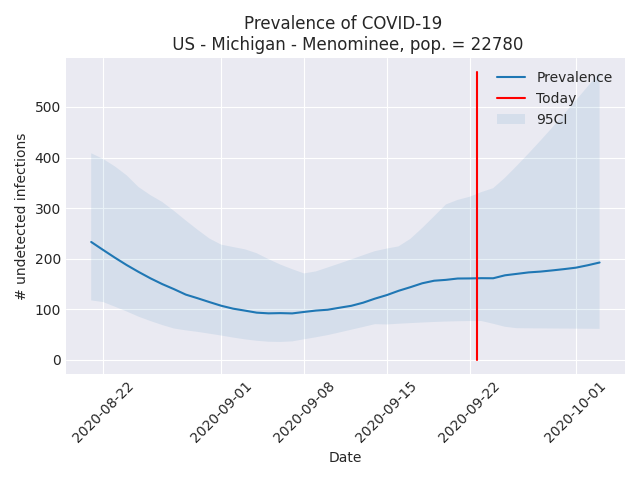 Prevalence of COVID-19
US - Michigan - Menominee, pop. = 22780
Prevalence
Today
95CI
# undetected infections
500
400
300
200
100
0
2020-08-22
2020-09-01
2020-09-08
2020-09-15
2020-09-22
2020-10-01
Date